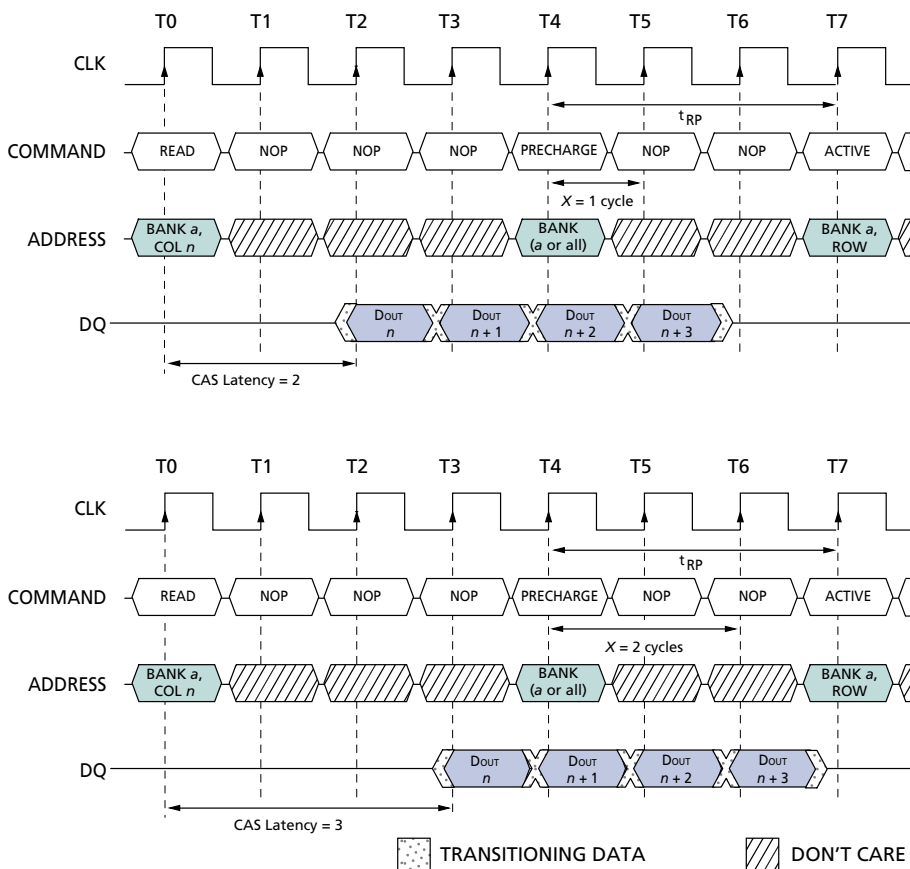 T0 T1 T2 T3 T4 T5 T6 T7
CLK
tRP
COMMAND READ NOP NOP NOP PRECHARGE NOP NOP ACTIVE
X = 1 cycle
ADDRESS BANK a, COL n BANK (a or all) BANK a, ROW
DQ DOUT n DOUT n + 1 DOUT n + 2 DOUT n + 3
CAS Latency = 2
T0 T1 T2 T3 T4 T5 T6 T7
CLK
tRP
COMMAND READ NOP NOP NOP PRECHARGE NOP NOP ACTIVE
X = 2 cycles
ADDRESS BANK a, COL n BANK (a or all) BANK a, ROW
DQ DOUT n DOUT n + 1 DOUT n + 2 DOUT n + 3
CAS Latency = 3
TRANSITIONING DATA DON'T CARE